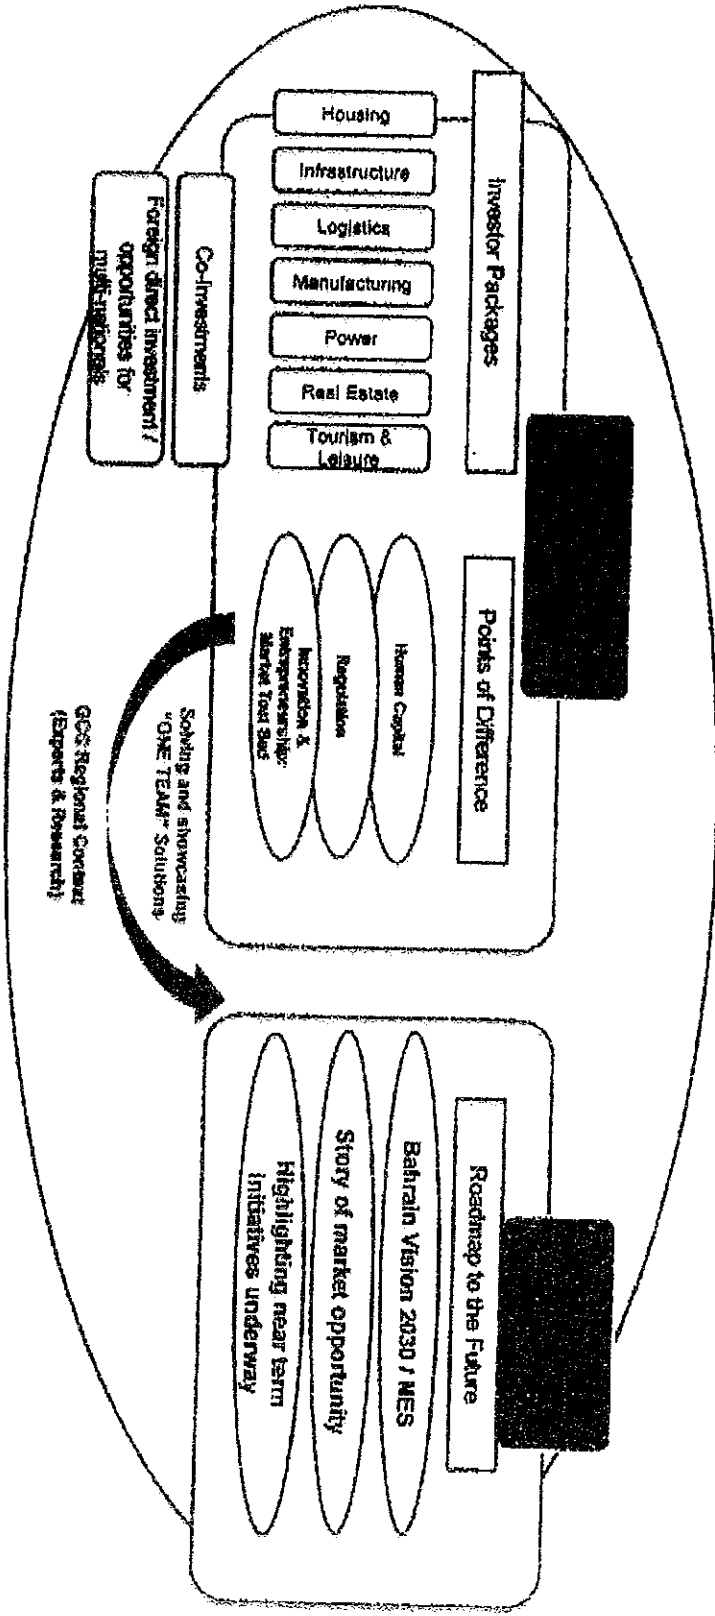 Investor Packages
Housing
Infrastructure
Logistics
Manufacturing
Power
Real Estate
Tourism &
Leisure
Co-Investments
Foreign direct investment /
opportunities for
multi-nationals
Points of Difference
Human Capital
Regulation
Innovation &
Entrepreneurship:
Market Test Bed
Solving and showcasing
"ONE TEAM" Solutions
GCC Regional Context
(Experts & Research)
Roadmap to the Future
Bahrain Vision 2030 / NES
Story of market opportunity
Highlighting near term
initiatives underway